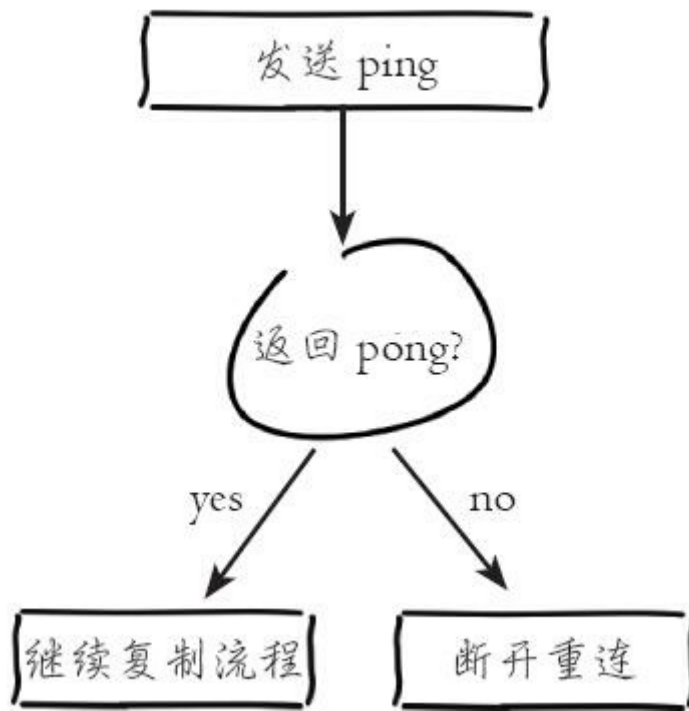 发送 ping
返回 pong?
yes
no
继续复制流程
断开重连